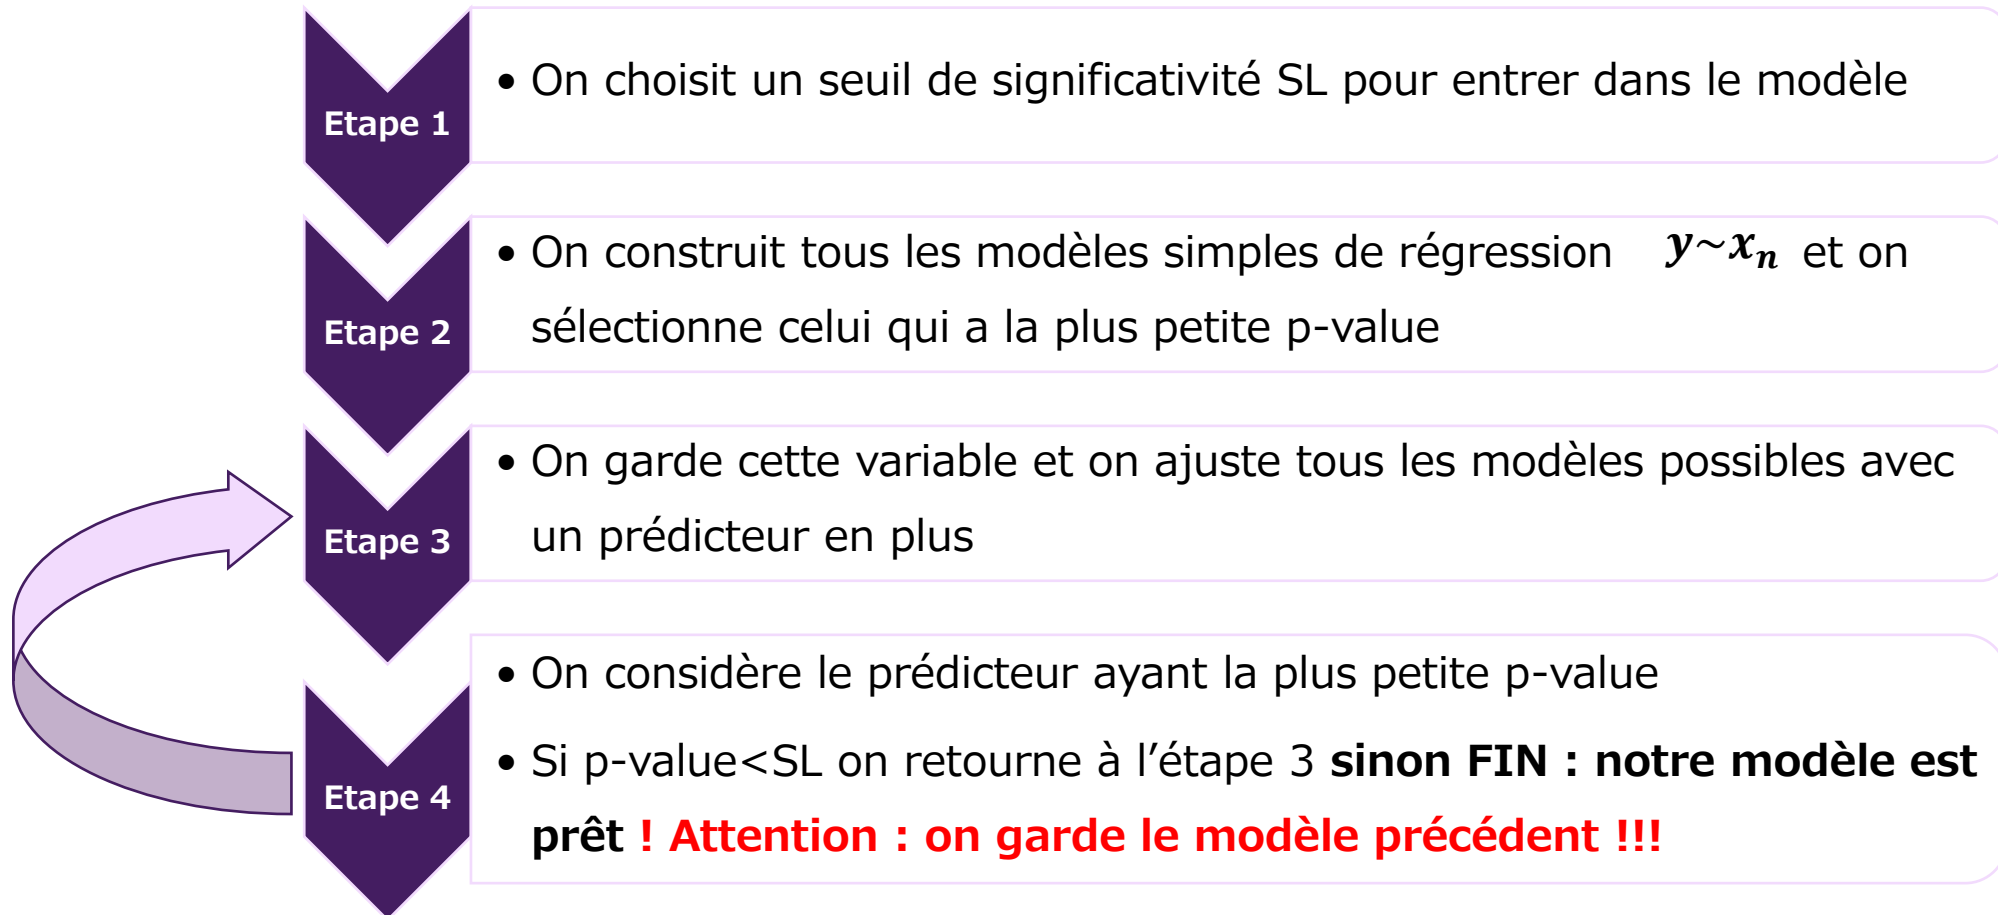 Etape 1
• On choisit un seuil de significativité SL pour entrer dans le modèle
Etape 2
• On construit tous les modèles simples de régression y~xₙ et on
sélectionne celui qui a la plus petite p-value
Etape 3
• On garde cette variable et on ajuste tous les modèles possibles avec
un prédicteur en plus
Etape 4
• On considère le prédicteur ayant la plus petite p-value
• Si p-value<SL on retourne à l’étape 3 sinon FIN : notre modèle est
prêt ! Attention : on garde le modèle précédent !!!